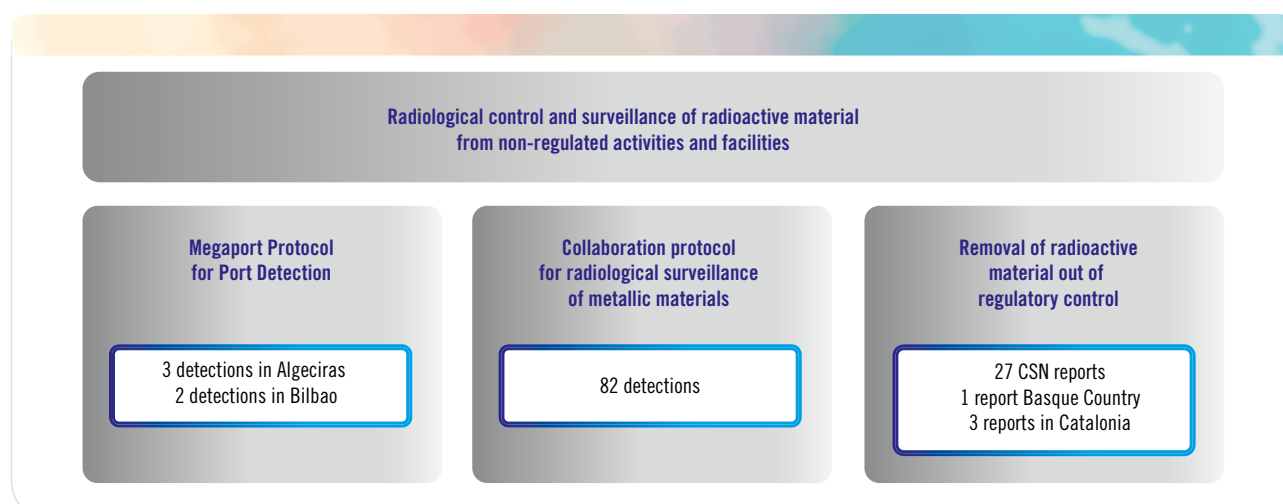 Radiological control and surveillance of radioactive material
from non-regulated activities and facilities
Megaport Protocol
for Port Detection
3 detections in Algeciras
2 detections in Bilbao
Collaboration protocol
for radiological surveillance
of metallic materials
82 detections
Removal of radioactive
material out of
regulatory control
27 CSN reports
1 report Basque Country
3 reports in Catalonia